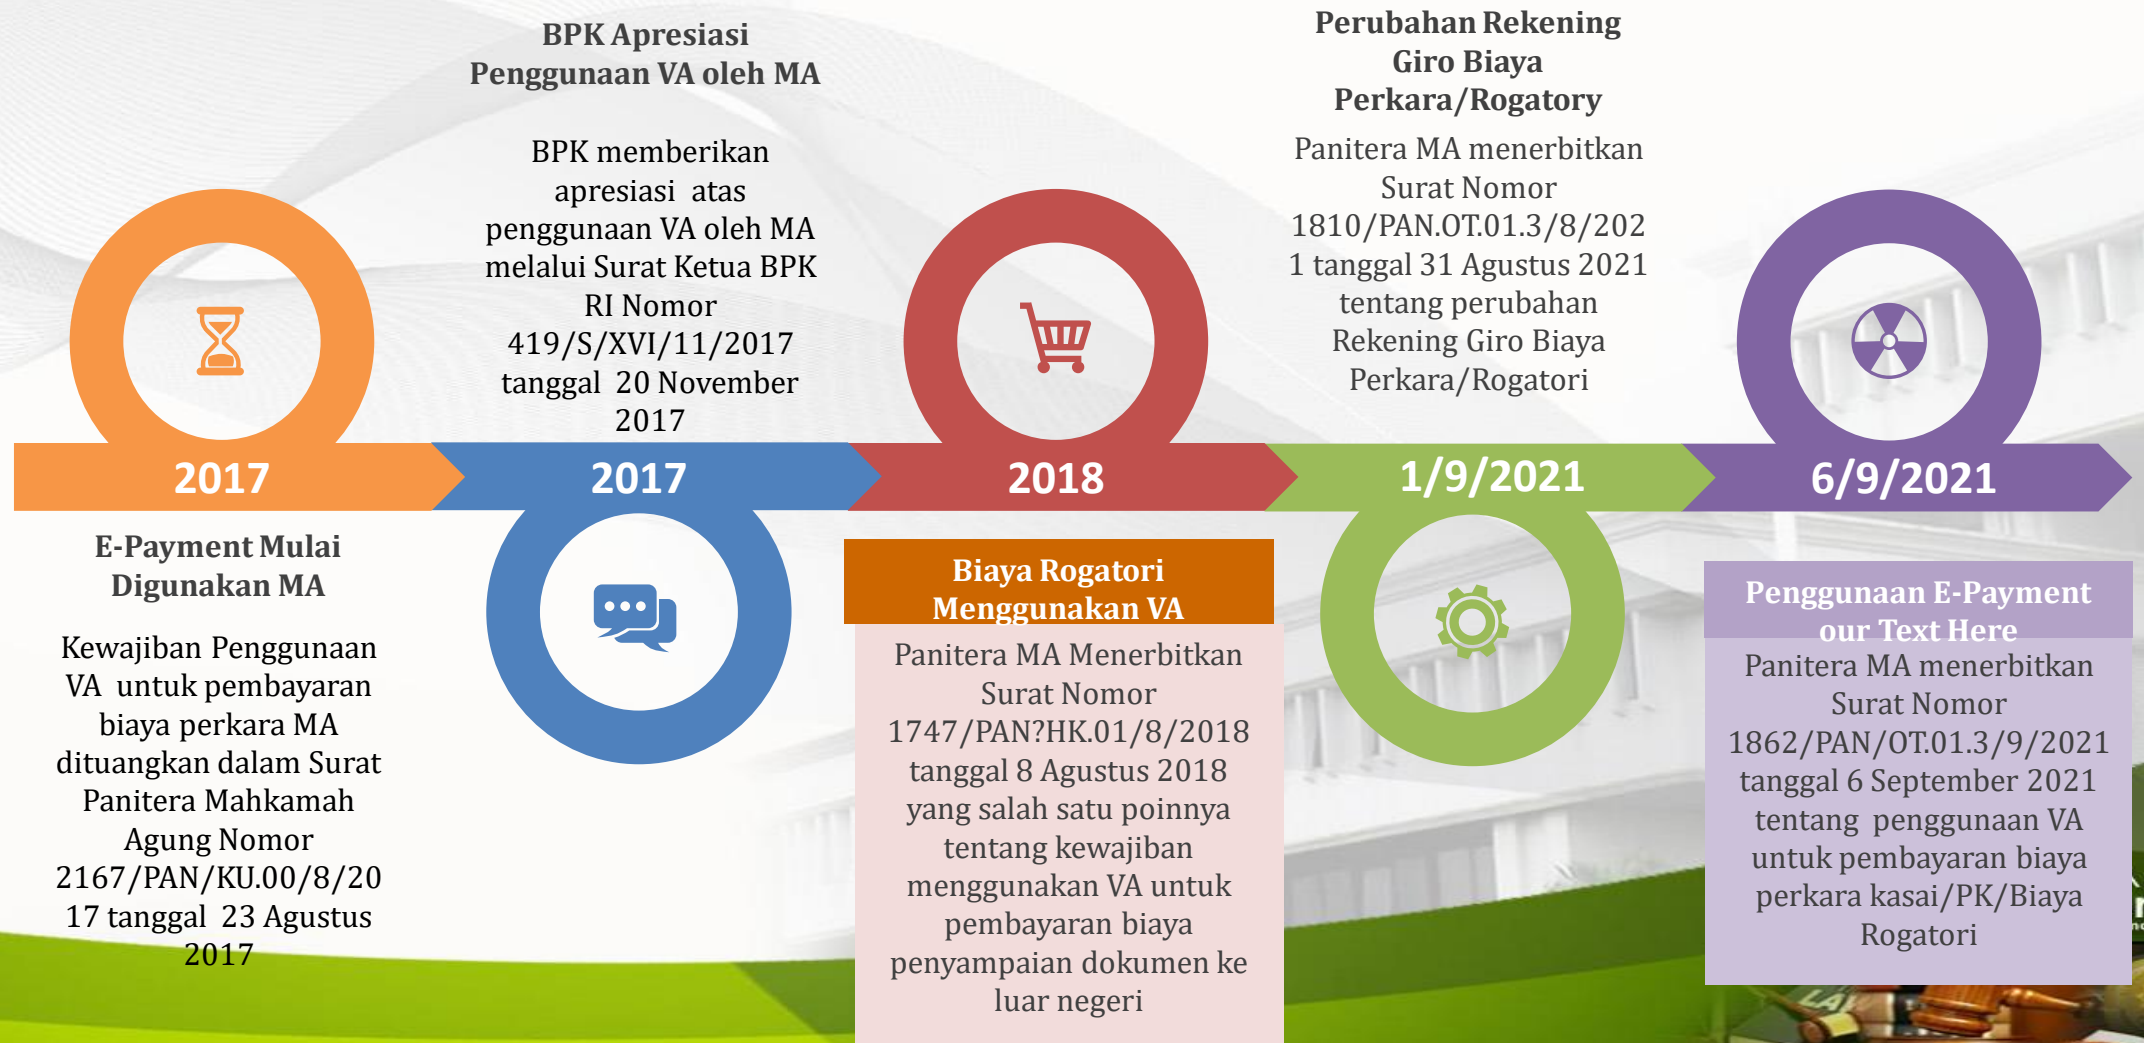 2017
E-Payment Mulai
Digunakan MA
Kewajiban Penggunaan
VA untuk pembayaran
biaya perkara MA
dituangkan dalam Surat
Panitera Mahkamah
Agung Nomor
2167/PAN/KU.00/8/20
17 tanggal 23 Agustus
2017
BPK Apresiasi
Penggunaan VA oleh MA
BPK memberikan
apresiasi atas
penggunaan VA oleh MA
melalui Surat Ketua BPK
RI Nomor
419/S/XVI/11/2017
tanggal 20 November
2017
2017
2018
Biaya Rogatori
Menggunakan VA
Panitera MA Menerbitkan
Surat Nomor
1747/PAN?HK.01/8/2018
tanggal 8 Agustus 2018
yang salah satu poinnya
tentang kewajiban
menggunakan VA untuk
pembayaran biaya
penyampaian dokumen ke
luar negeri
Perubahan Rekening
Giro Biaya
Perkara/Rogatory
Panitera MA menerbitkan
Surat Nomor
1810/PAN.OT.01.3/8/202
1 tanggal 31 Agustus 2021
tentang perubahan
Rekening Giro Biaya
Perkara/Rogatori
1/9/2021
6/9/2021
Penggunaan E-Payment
our Text Here
Panitera MA menerbitkan
Surat Nomor
1862/PAN/OT.01.3/9/2021
tanggal 6 September 2021
tentang penggunaan VA
untuk pembayaran biaya
perkara kasai/PK/Biaya
Rogatori
LAW